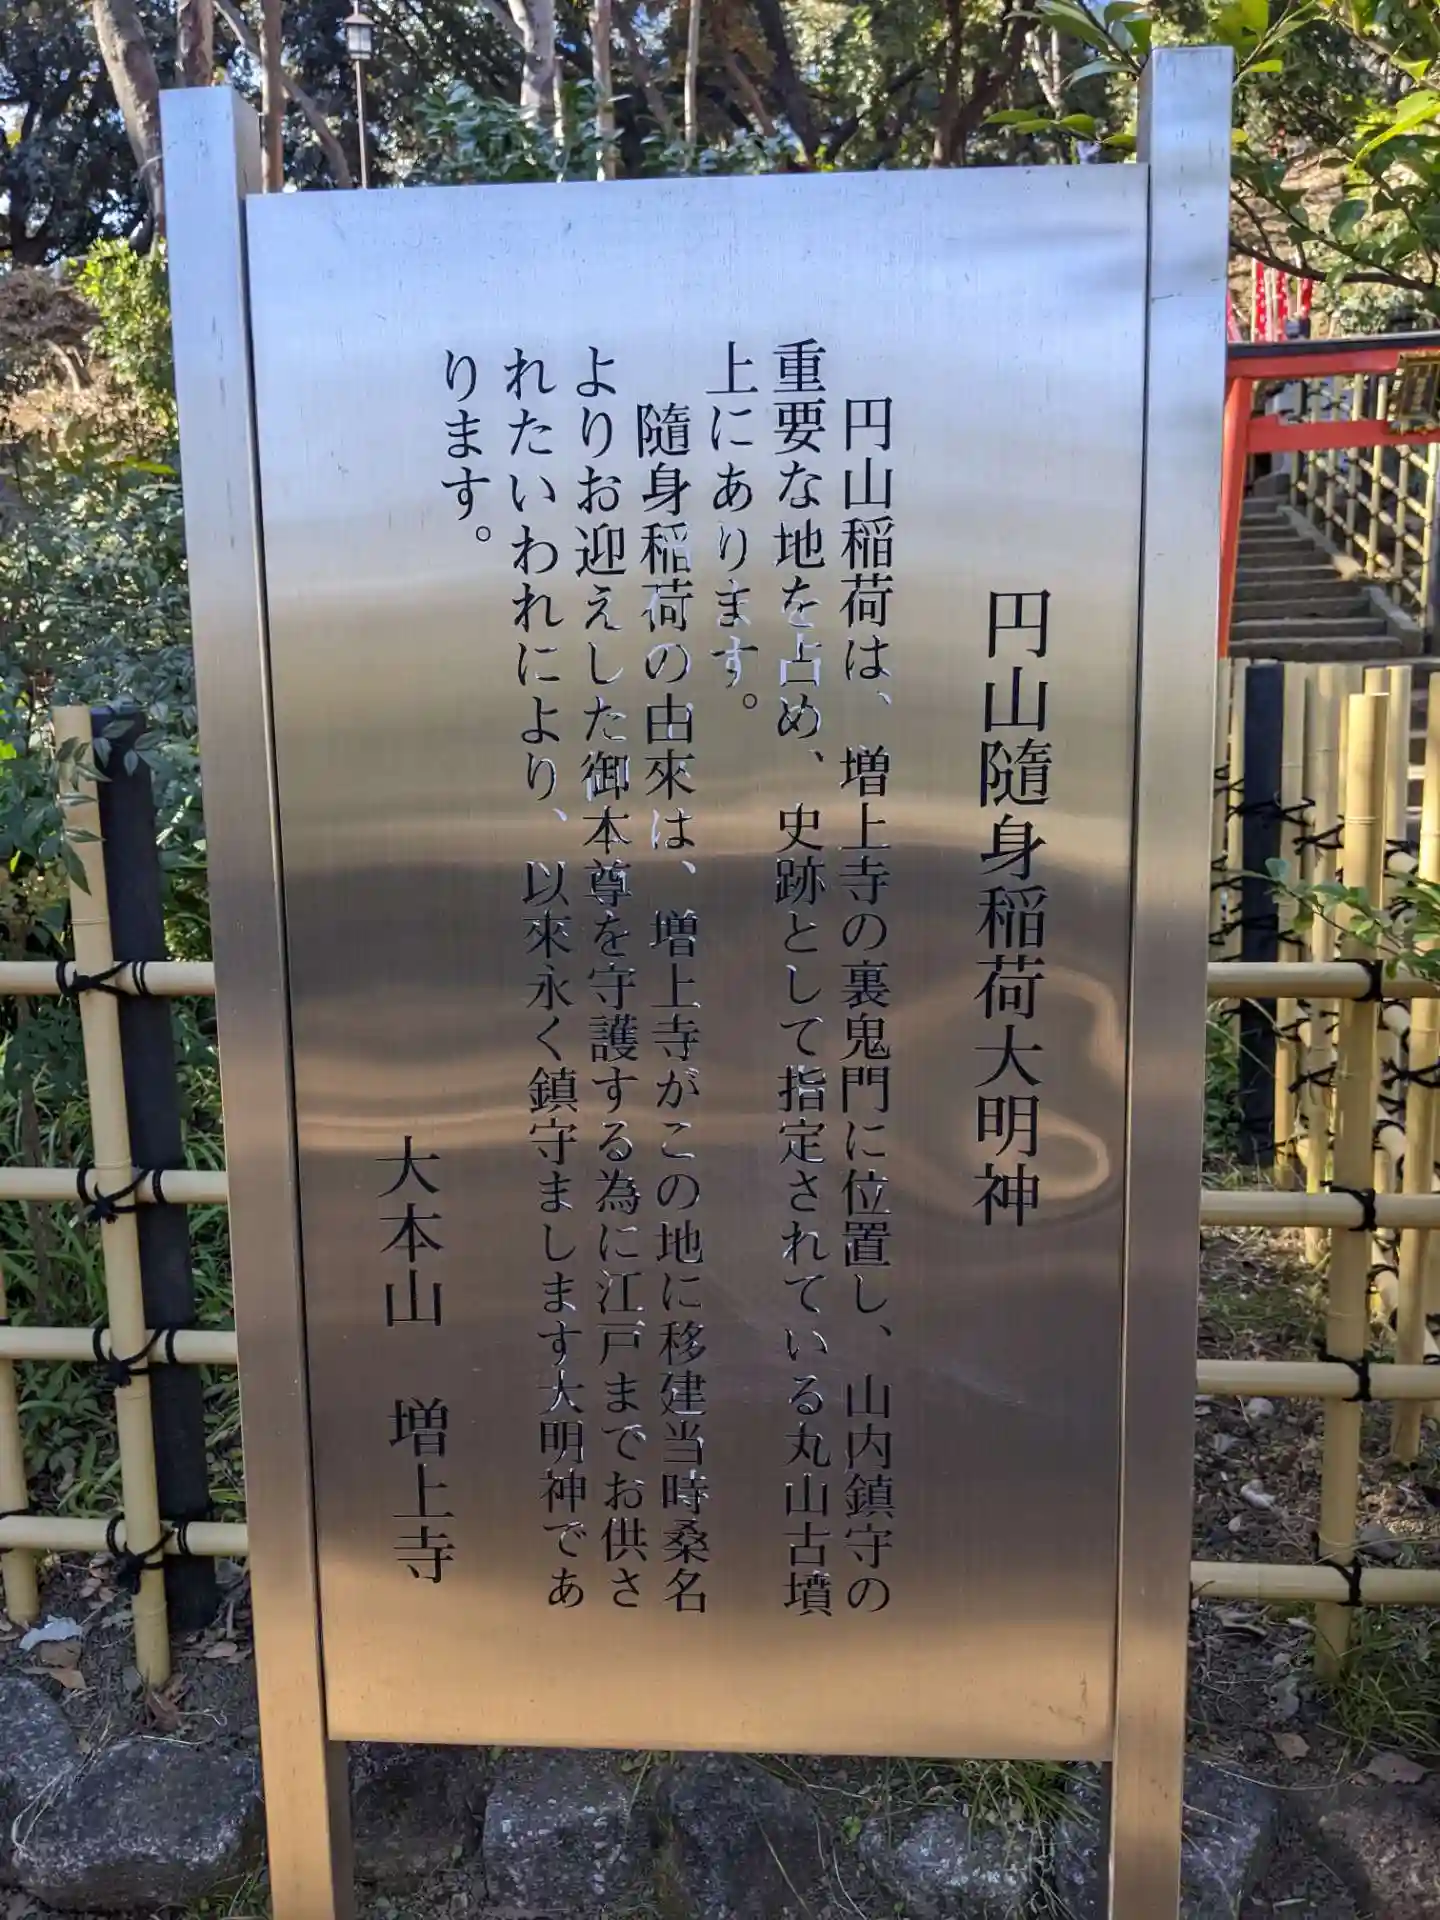 円山隨身稲荷大明神
円山稲荷は、増上寺の裏鬼門に位置し、山内鎮守の
重要な地を占め、史跡として指定されている丸山古墳
上にあります。
隨身稲荷の由來は、増上寺がこの地に移建当時桑名
よりお迎えした御本尊を守護する為に江戸までお供さ
れたいわれにより、以來永く鎮守まします大明神であ
ります。
大本山 増上寺